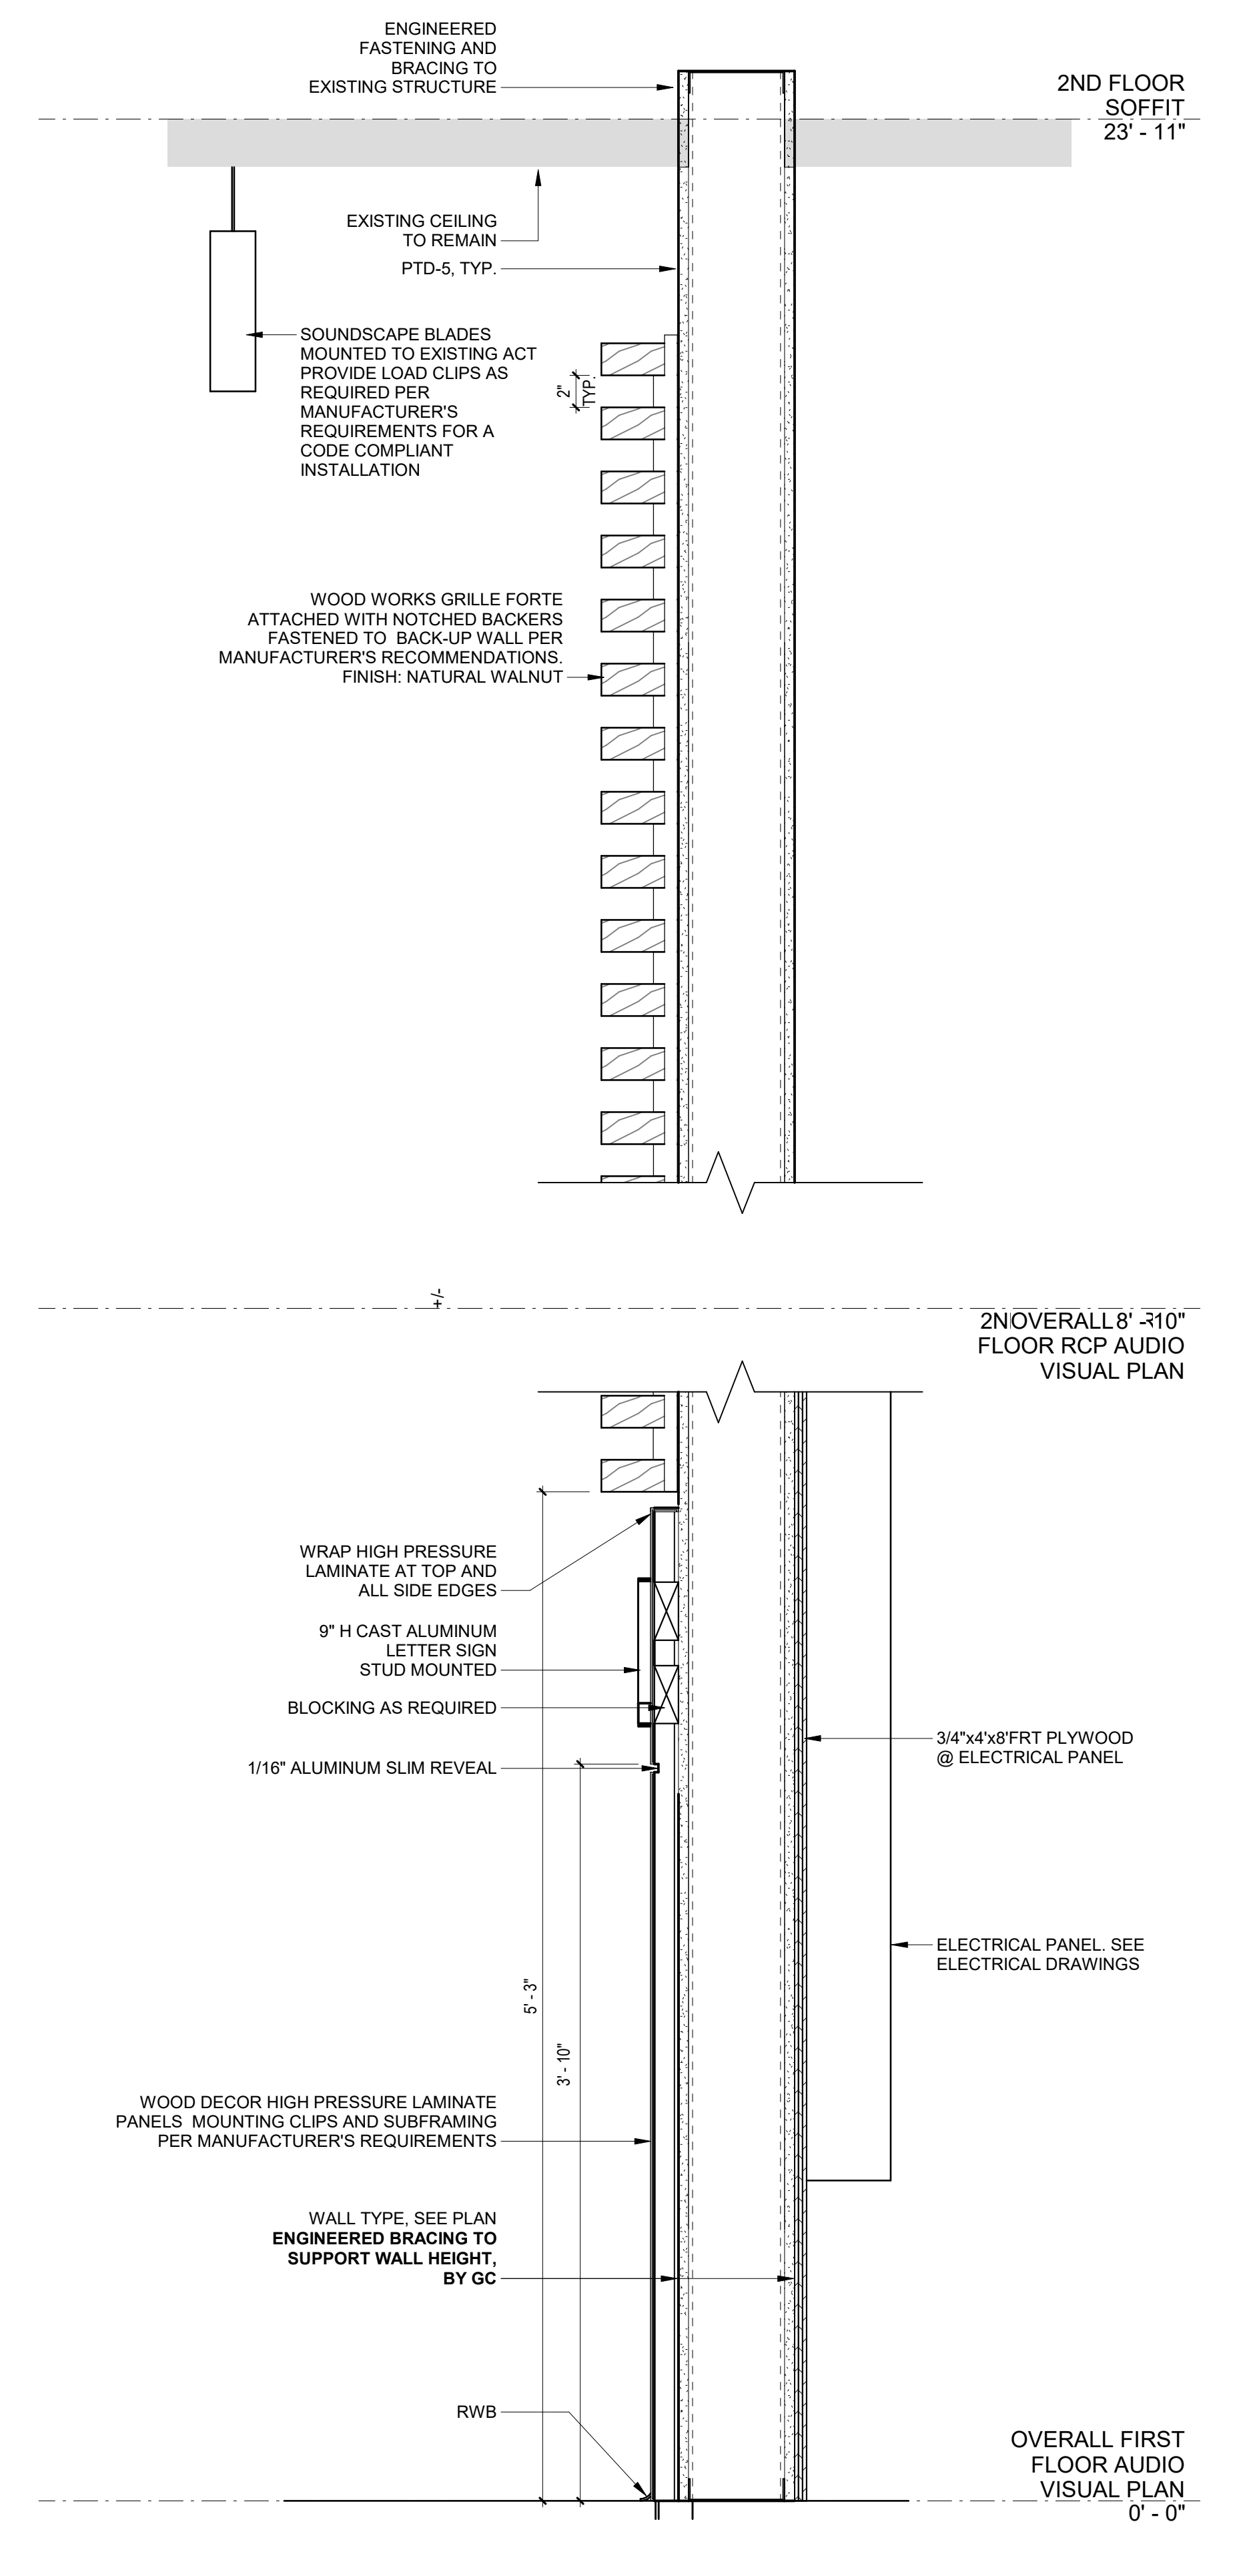 ENGINEERED
FASTENING AND
BRACING TO
EXISTING STRUCTURE
2ND FLOOR
SOFFIT
23' - 11"
EXISTING CEILING
TO REMAIN
PTD-5, TYP.
SOUNDSCAPE BLADES
MOUNTED TO EXISTING ACT
PROVIDE LOAD CLIPS AS
REQUIRED PER
MANUFACTURER'S
REQUIREMENTS FOR A
CODE COMPLIANT
INSTALLATION
2"
TYP.
WOOD WORKS GRILLE FORTE
ATTACHED WITH NOTCHED BACKERS
FASTENED TO BACK-UP WALL PER
MANUFACTURER'S RECOMMENDATIONS.
FINISH: NATURAL WALNUT
+/-
OVERALL
FLOOR RCP AUDIO
VISUAL PLAN
WRAP HIGH PRESSURE
LAMINATE AT TOP AND
ALL SIDE EDGES
9" H CAST ALUMINUM
LETTER SIGN
STUD MOUNTED
BLOCKING AS REQUIRED
1/16" ALUMINUM SLIM REVEAL
3/4"x4'x8'FRT PLYWOOD
@ ELECTRICAL PANEL
ELECTRICAL PANEL. SEE
ELECTRICAL DRAWINGS
5' - 3"
3' - 10"
WOOD DECOR HIGH PRESSURE LAMINATE
PANELS MOUNTING CLIPS AND SUBFRAMING
PER MANUFACTURER'S REQUIREMENTS
WALL TYPE, SEE PLAN
ENGINEERED BRACING TO
SUPPORT WALL HEIGHT,
BY GC
RWB
OVERALL FIRST
FLOOR AUDIO
VISUAL PLAN
0' - 0"